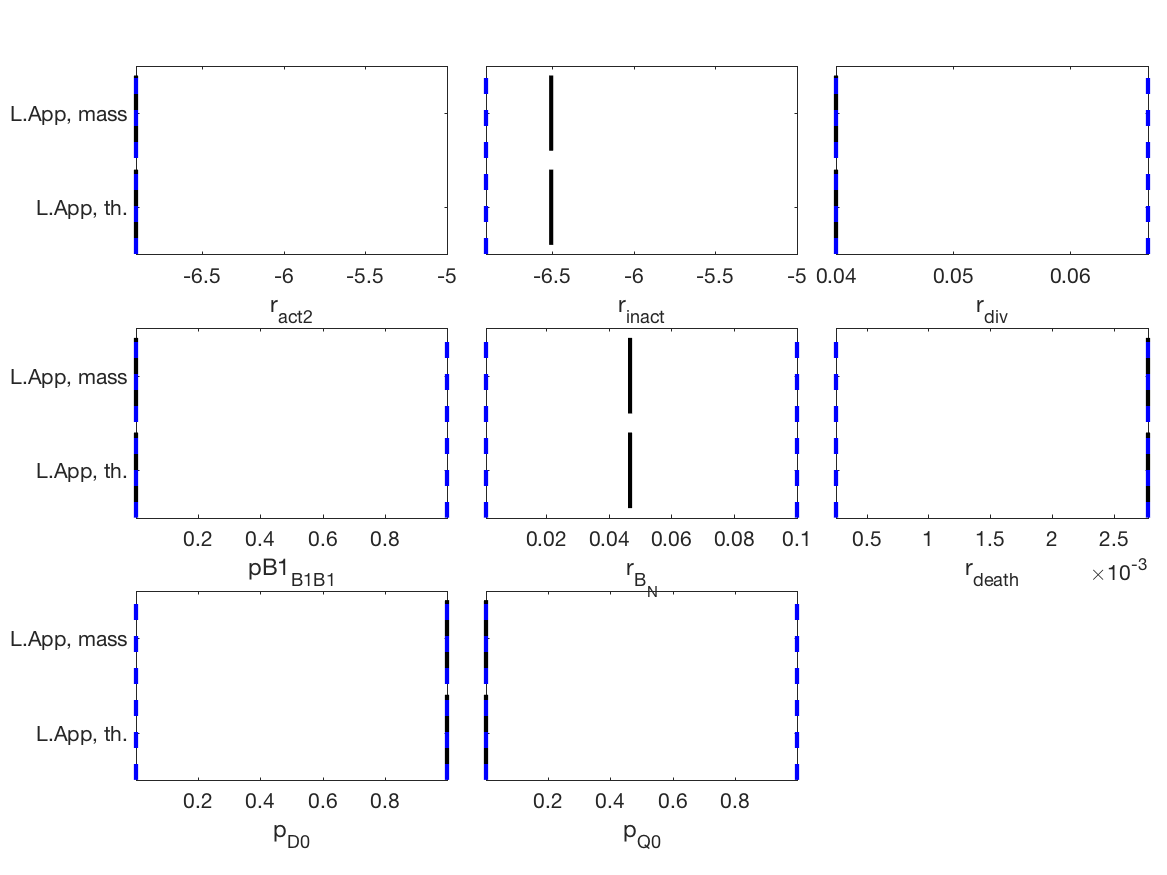 L.App, mass
L.App, th.
-6.5 -6 -5.5 -5
r_act2
-6.5 -6 -5.5 -5
r_inact
0.04 0.05 0.06
r_div
L.App, mass
L.App, th.
0.2 0.4 0.6 0.8
pB1_B1B1
0.02 0.04 0.06 0.08 0.1
r_B_N
0.5 1 1.5 2 2.5
×10^-3
r_death
L.App, mass
L.App, th.
0.2 0.4 0.6 0.8
p_D0
0.2 0.4 0.6 0.8
p_Q0